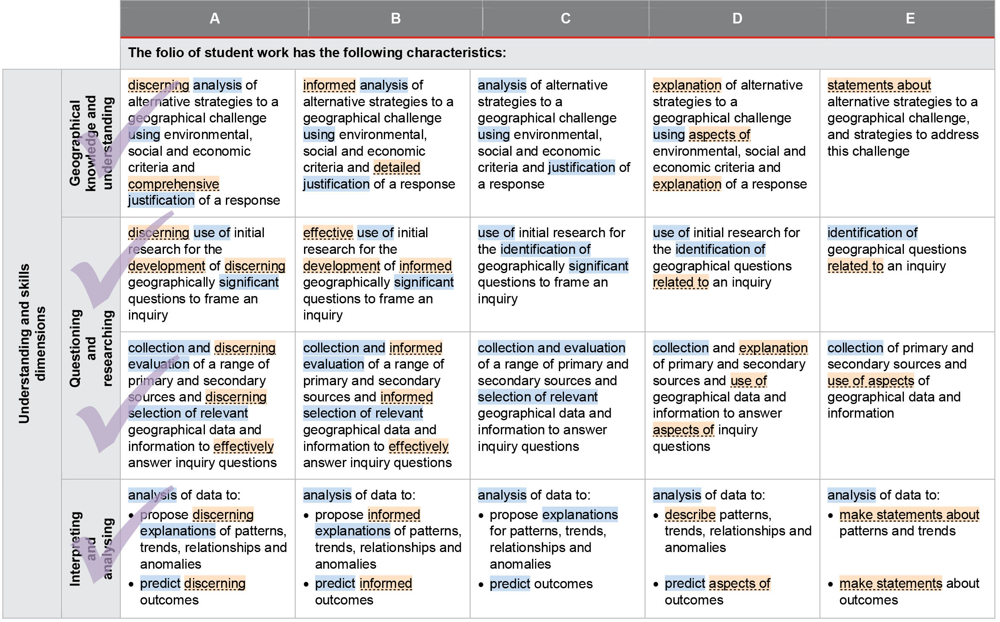 A
B
C
D
E
The folio of student work has the following characteristics:
Understanding and skills
dimensions
Geographical
knowledge and
understanding
discerning analysis of
alternative strategies to a
geographical challenge
using environmental,
social and economic
criteria and
comprehensive
justification of a response
informed analysis of
alternative strategies to a
geographical challenge
using environmental,
social and economic
criteria and detailed
justification of a response
analysis of alternative
strategies to a
geographical challenge
using environmental,
social and economic
criteria and justification of
a response
explanation of alternative
strategies to a
geographical challenge
using aspects of
environmental, social and
economic criteria and
explanation of a response
statements about
alternative strategies to a
geographical challenge,
and strategies to address
this challenge
Questioning
and
researching
discerning use of initial
research for the
development of discerning
geographically significant
questions to frame an
inquiry
effective use of initial
research for the
development of informed
geographically significant
questions to frame an
inquiry
use of initial research for
the identification of
geographically significant
questions to frame an
inquiry
use of initial research for
the identification of
geographical questions
related to an inquiry
identification of
geographical questions
related to an inquiry
collection and discerning
evaluation of a range of
primary and secondary
sources and discerning
selection of relevant
geographical data and
information to effectively
answer inquiry questions
collection and informed
evaluation of a range of
primary and secondary
sources and informed
selection of relevant
geographical data and
information to effectively
answer inquiry questions
collection and evaluation
of a range of primary and
secondary sources and
selection of relevant
geographical data and
information to answer
inquiry questions
collection and explanation
of primary and secondary
sources and use of
geographical data and
information to answer
aspects of inquiry
questions
collection of primary and
secondary sources and
use of aspects of
geographical data and
information
Interpreting
and
analysing
analysis of data to:
• propose discerning
explanations of patterns,
trends, relationships and
anomalies
• predict discerning
outcomes
analysis of data to:
• propose informed
explanations of patterns,
trends, relationships and
anomalies
• predict informed
outcomes
analysis of data to:
• propose explanations
for patterns, trends,
relationships and
anomalies
• predict outcomes
analysis of data to:
• describe patterns,
trends, relationships and
anomalies
• predict aspects of
outcomes
analysis of data to:
• make statements about
patterns and trends
• make statements about
outcomes